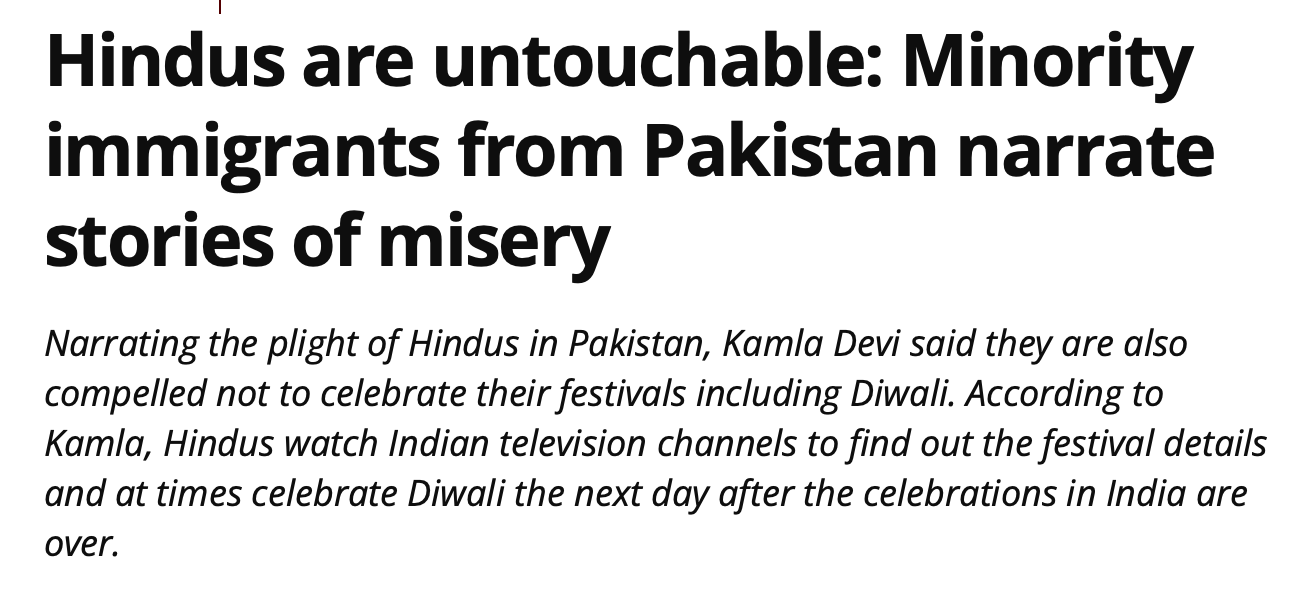 Hindus are untouchable: Minority
immigrants from Pakistan narrate
stories of misery
Narrating the plight of Hindus in Pakistan, Kamla Devi said they are also
compelled not to celebrate their festivals including Diwali. According to
Kamla, Hindus watch Indian television channels to find out the festival details
and at times celebrate Diwali the next day after the celebrations in India are
over.